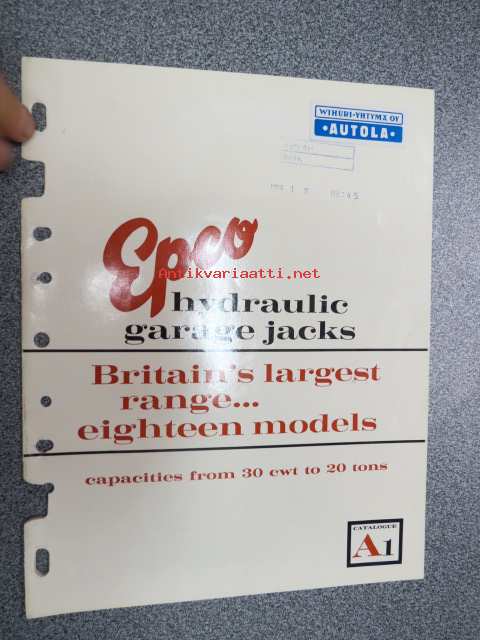 WIHURI-YHTYMÄ OY
•AUTOLA•
Epco
Antikvariaatti.net
hydraulic
garage jacks
Britain's largest
range...
eighteen models
capacities from 30 cwt to 20 tons
CATALOGUE
A1